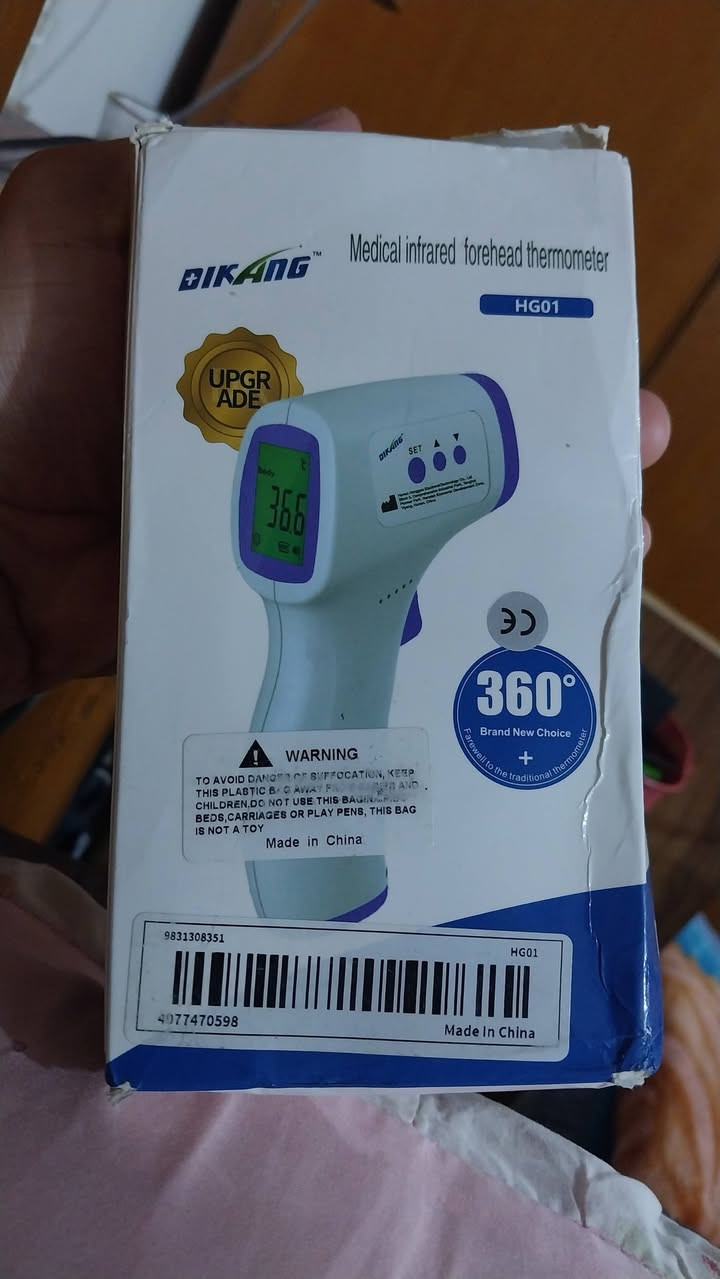 DIKANG™
Medical infrared forehead thermometer
HG01
UPGR
ADE
DIKANG
SET
body
℃
36.6
CE
360°
Brand New Choice
+
Farewell to the traditional thermometer
WARNING
TO AVOID DANGER OF SUFFOCATION, KEEP
THIS PLASTIC BAG AWAY FROM BABIES AND
CHILDREN,DO NOT USE THIS BAG IN
BEDS,CARRIAGES OR PLAY PENS, THIS BAG
IS NOT A TOY
Made in China
9831308351
HG01
4077470598
Made In China